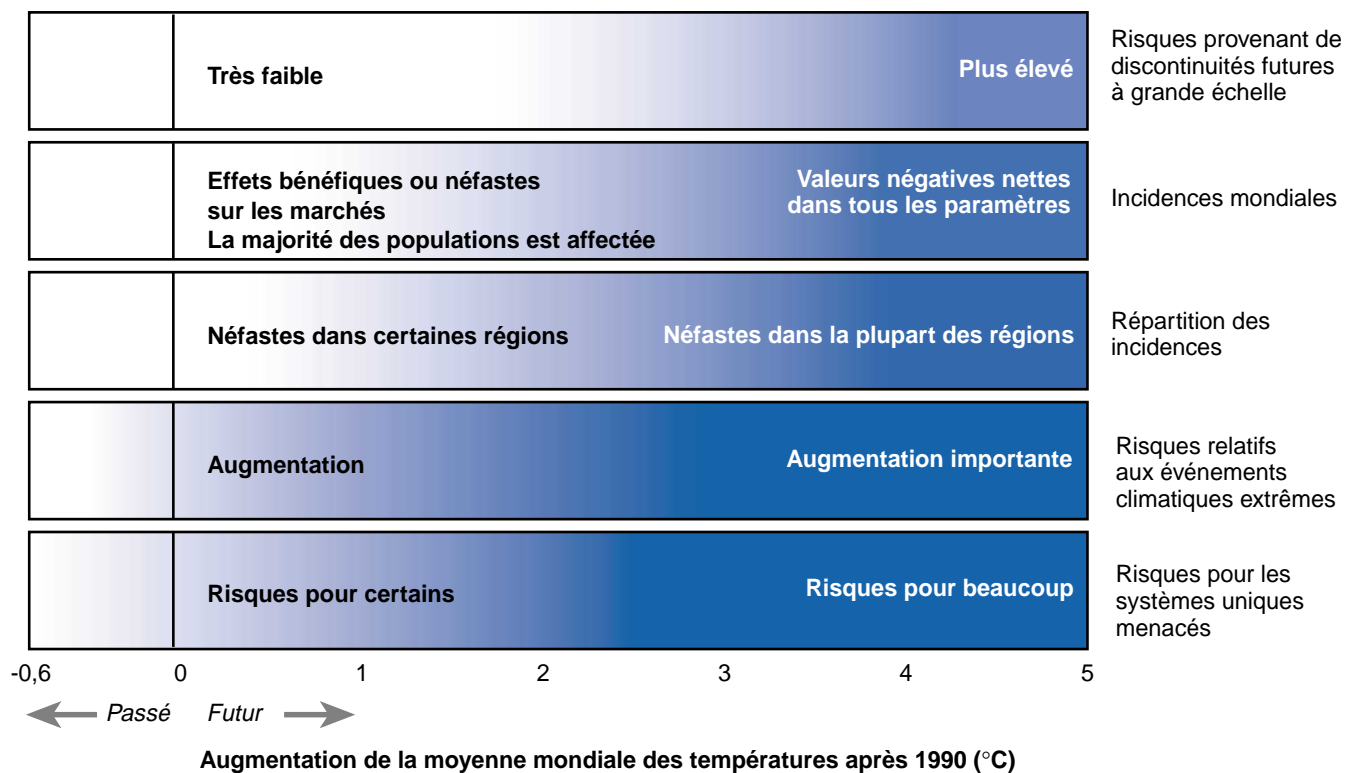 Très faible
Plus élevé
Risques provenant de
discontinuités futures
à grande échelle
Effets bénéfiques ou néfastes
sur les marchés
La majorité des populations est affectée
Valeurs négatives nettes
dans tous les paramètres
Incidences mondiales
Néfastes dans certaines régions
Néfastes dans la plupart des régions
Répartition des
incidences
Augmentation
Augmentation importante
Risques relatifs
aux événements
climatiques extrêmes
Risques pour certains
Risques pour beaucoup
Risques pour les
systèmes uniques
menacés
-0,6 0 1 2 3 4 5
Passé Futur
Augmentation de la moyenne mondiale des températures après 1990 (°C)